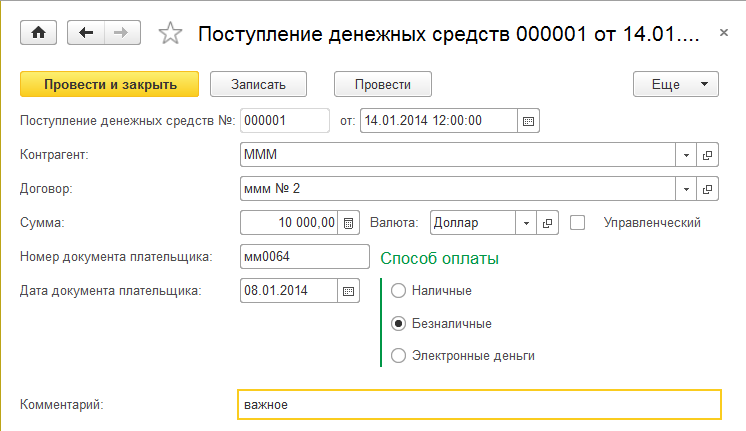 Поступление денежных средств 000001 от 14.01....
Провести и закрыть Записать Провести Еще
Поступление денежных средств №: 000001 от: 14.01.2014 12:00:00
Контрагент: МММ
Договор: ммм № 2
Сумма: 10 000,00 Валюта: Доллар Управленческий
Номер документа плательщика: мм0064 Способ оплаты
Дата документа плательщика: 08.01.2014 Наличные
Безналичные
Электронные деньги
Комментарий: важное